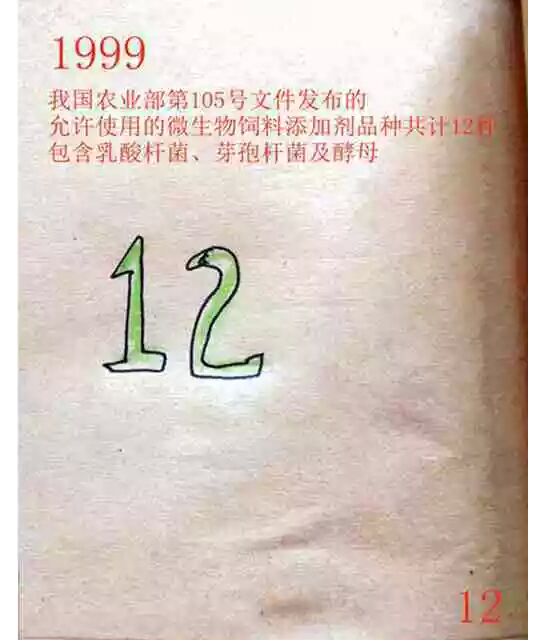 1999
我国农业部第105号文件发布的
允许使用的微生物饲料添加剂品种共计12种
包含乳酸杆菌、芽孢杆菌及酵母
12
12